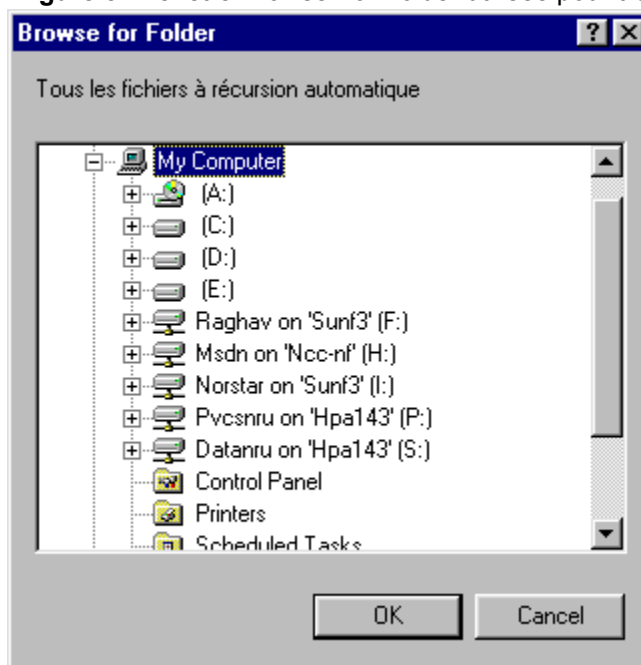 Browse for Folder
Tous les fichiers à récursion automatique
My Computer
(A:)
(C:)
(D:)
(E:)
Raghav on 'Sunf3' (F:)
Msdn on 'Ncc-nf' (H:)
Norstar on 'Sunf3' (I:)
Pvcsnru on 'Hpa143' (P:)
Datanru on 'Hpa143' (S:)
Control Panel
Printers
Scheduled Tasks
OK Cancel